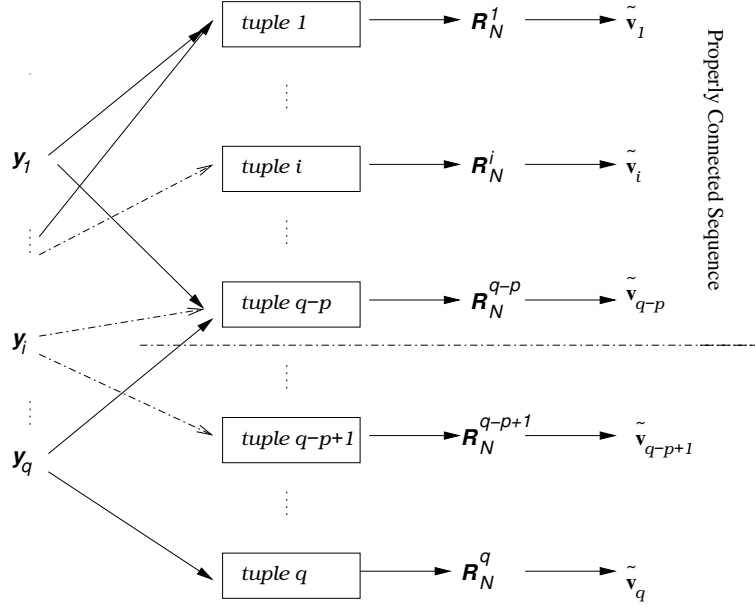 tuple 1 R_N^1 ṽ_1
y_1 tuple i R_N^i ṽ_i
tuple q–p R_N^{q–p} ṽ_{q–p}
y_i
tuple q–p+1 R_N^{q–p+1} ṽ_{q–p+1}
y_q
tuple q R_N^q ṽ_q
Properly Connected Sequence